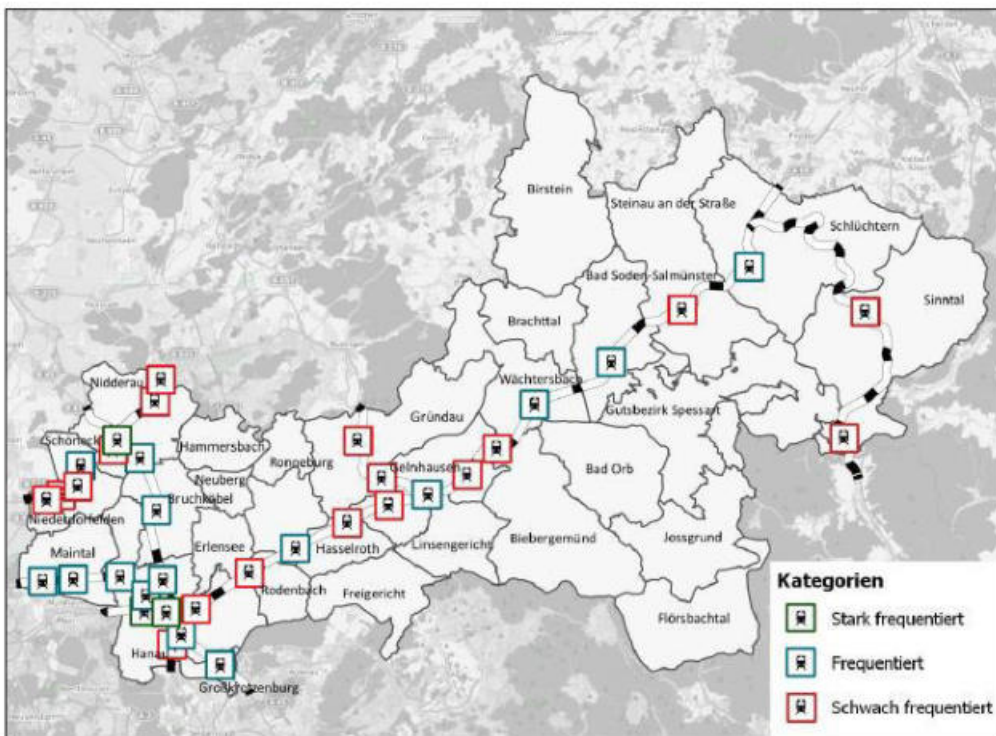 Birstein
Steinau an der Straße
Schlüchtern
Bad Soden-Salmünster
Sinntal
Brachttal
Nidderau
Wächtersbach
Gründau
Gutsbezirk Spessart
Schöneck
Hammersbach
Ronneburg
Gelnhausen
Bad Orb
Neuberg
Bruchköbel
Niederdorfelden
Erlensee
Hasselroth
Linsengericht
Biebergemünd
Jossgrund
Maintal
Rodenbach
Freigericht
Flörsbachtal
Hanau
Großkrotzenburg
Kategorien
Stark frequentiert
Frequentiert
Schwach frequentiert